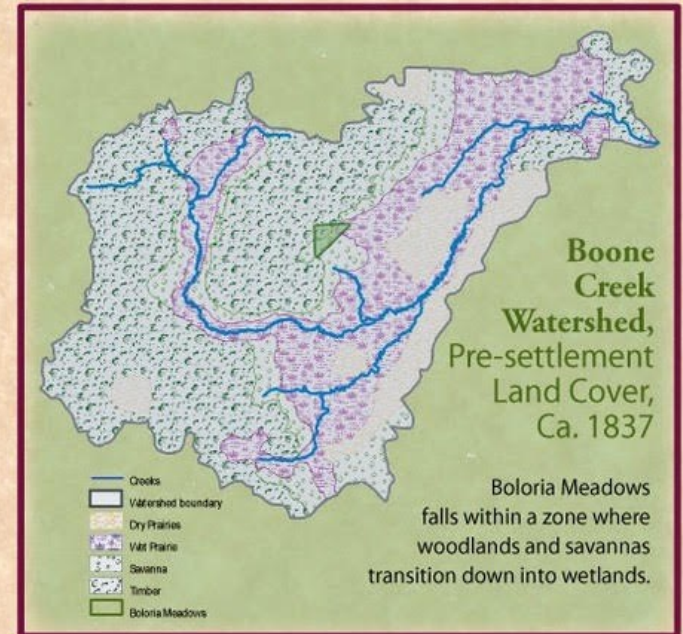 Boone
Creek
Watershed,
Pre-settlement
Land Cover,
Ca. 1837
Creeks
Watershed boundary
Dry Prairies
Wet Prairie
Savanna
Timber
Boloria Meadows
Boloria Meadows
falls within a zone where
woodlands and savannas
transition down into wetlands.